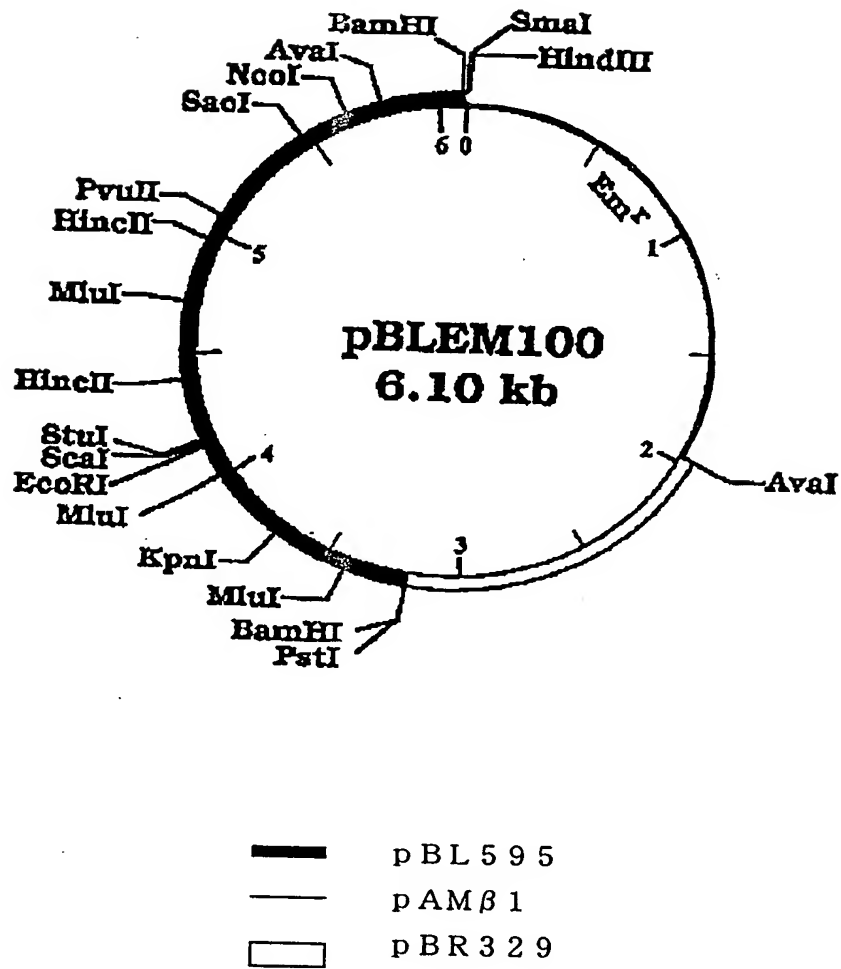 BamHI
SmaI
AvaI
HindIII
NcoI
SacI
6 0
Emr
PvuII
HincII
5
1
MluI
pBLEM100
6.10 kb
HincII
StuI
ScaI
4
2
EcoRI
AvaI
MluI
3
KpnI
MluI
BamHI
PstI
pBL595
pAMβ1
pBR329